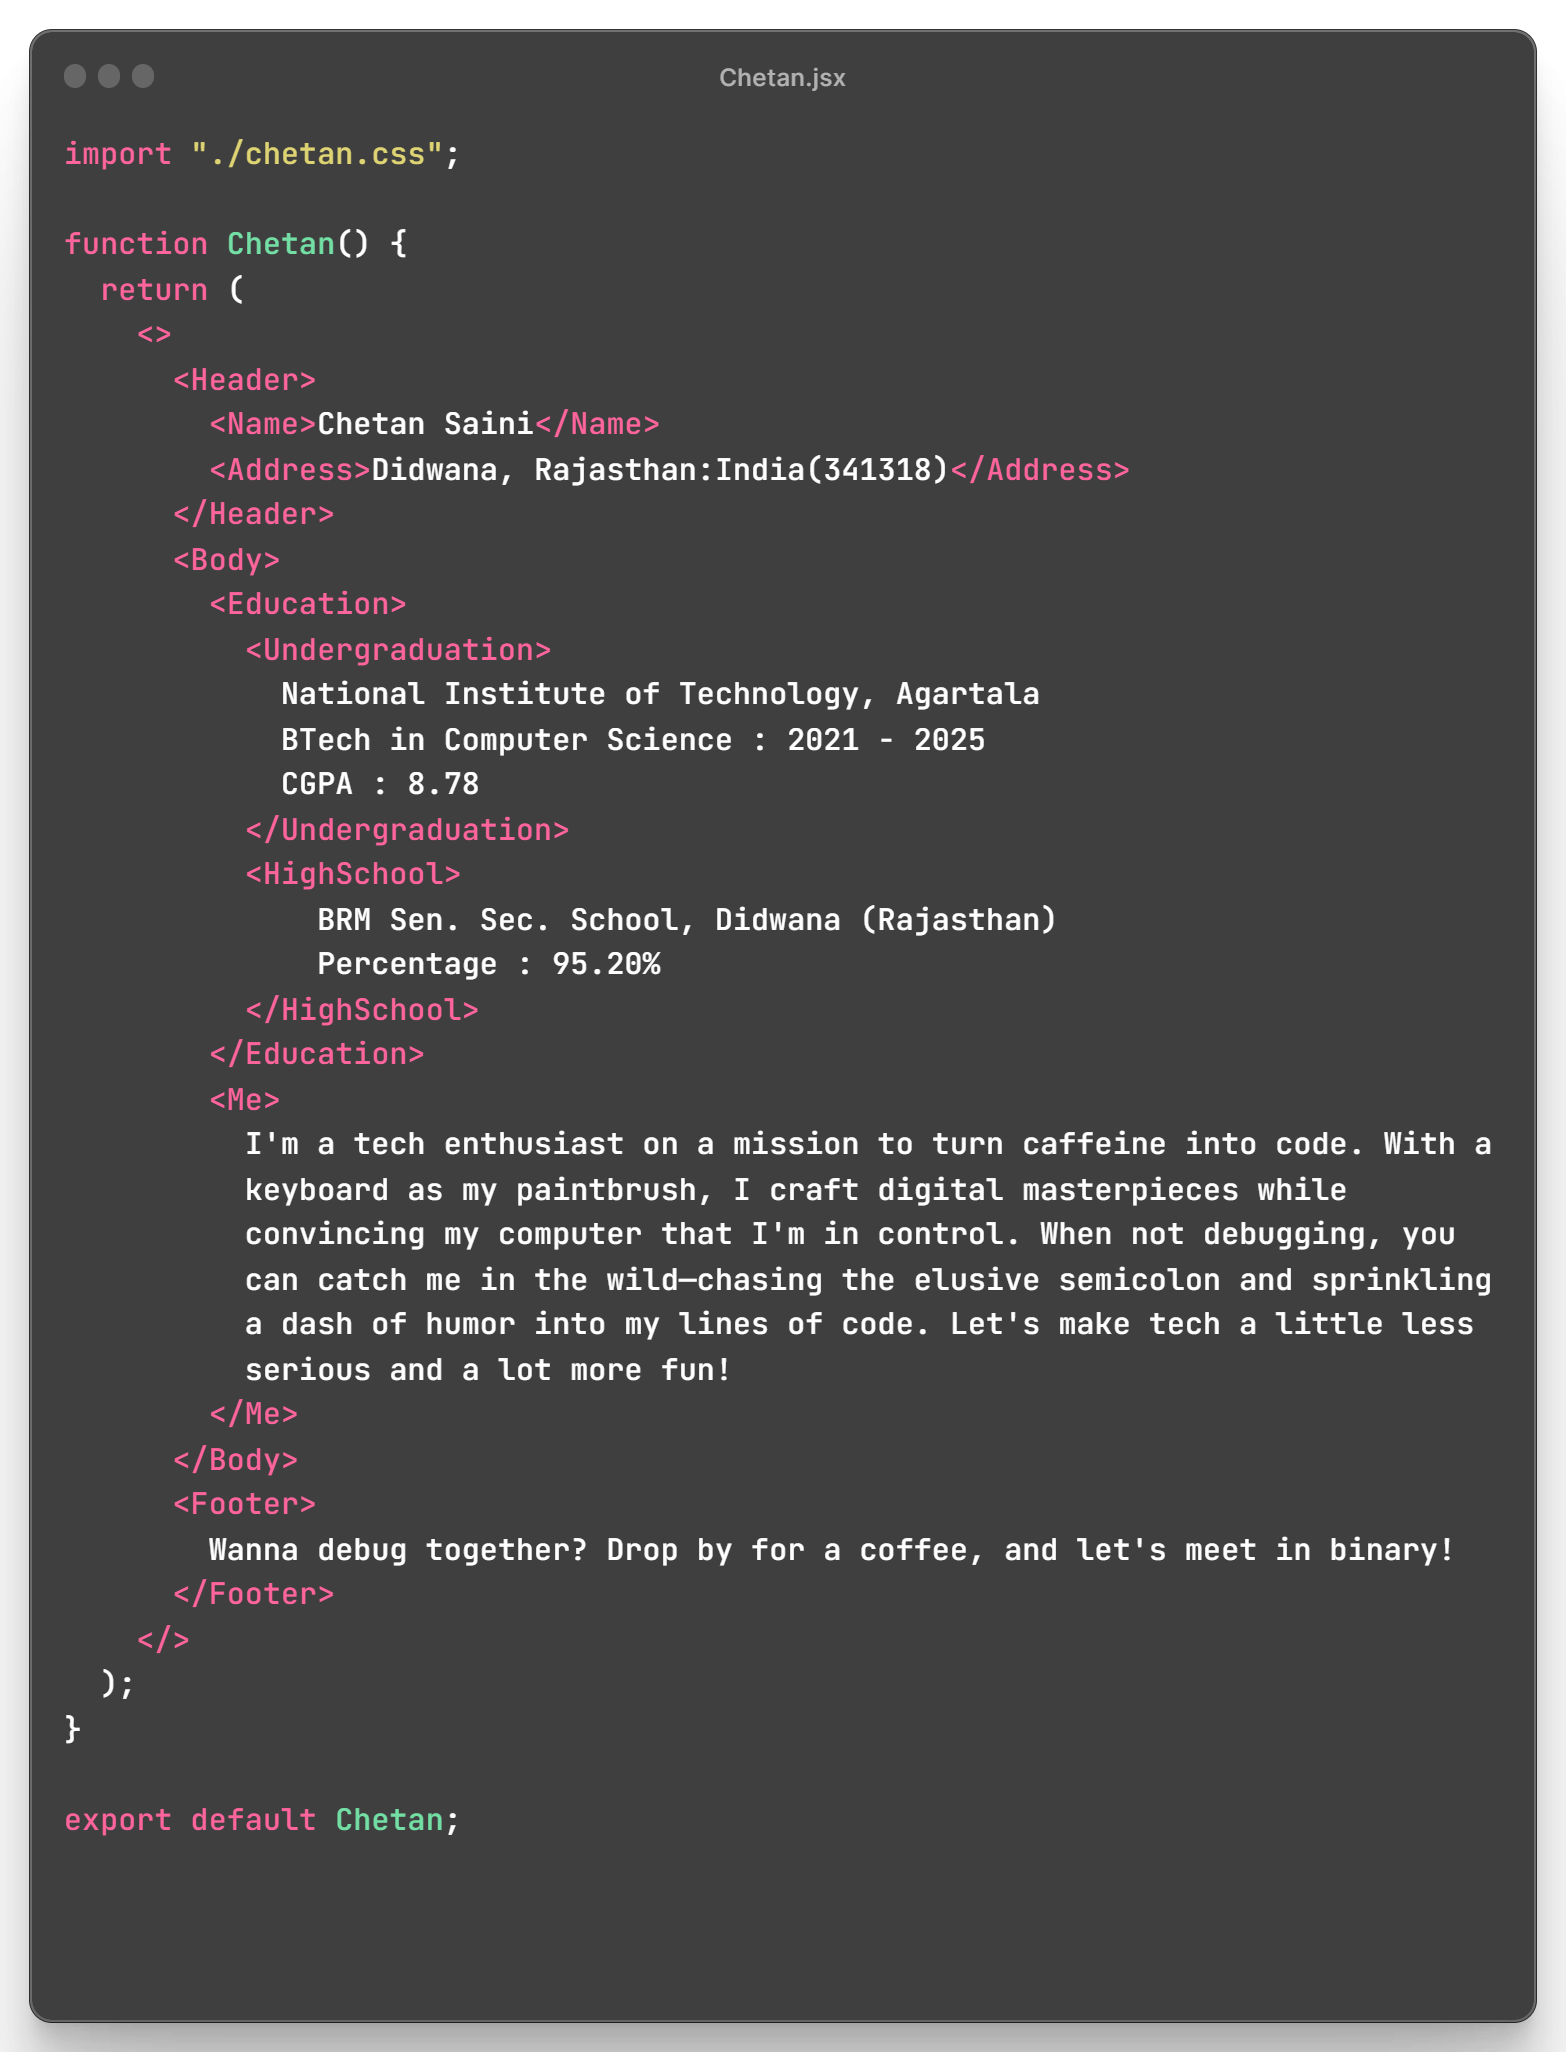 Chetan.jsx
import "./chetan.css";
function Chetan() {
return (
<>
<Header>
<Name>Chetan Saini</Name>
<Address>Didwana, Rajasthan:India(341318)</Address>
</Header>
<Body>
<Education>
<Undergraduation>
National Institute of Technology, Agartala
BTech in Computer Science : 2021 - 2025
CGPA : 8.78
</Undergraduation>
<HighSchool>
BRM Sen. Sec. School, Didwana (Rajasthan)
Percentage : 95.20%
</HighSchool>
</Education>
<Me>
I'm a tech enthusiast on a mission to turn caffeine into code. With a
keyboard as my paintbrush, I craft digital masterpieces while
convincing my computer that I'm in control. When not debugging, you
can catch me in the wild—chasing the elusive semicolon and sprinkling
a dash of humor into my lines of code. Let's make tech a little less
serious and a lot more fun!
</Me>
</Body>
<Footer>
Wanna debug together? Drop by for a coffee, and let's meet in binary!
</Footer>
</>
);
}
export default Chetan;